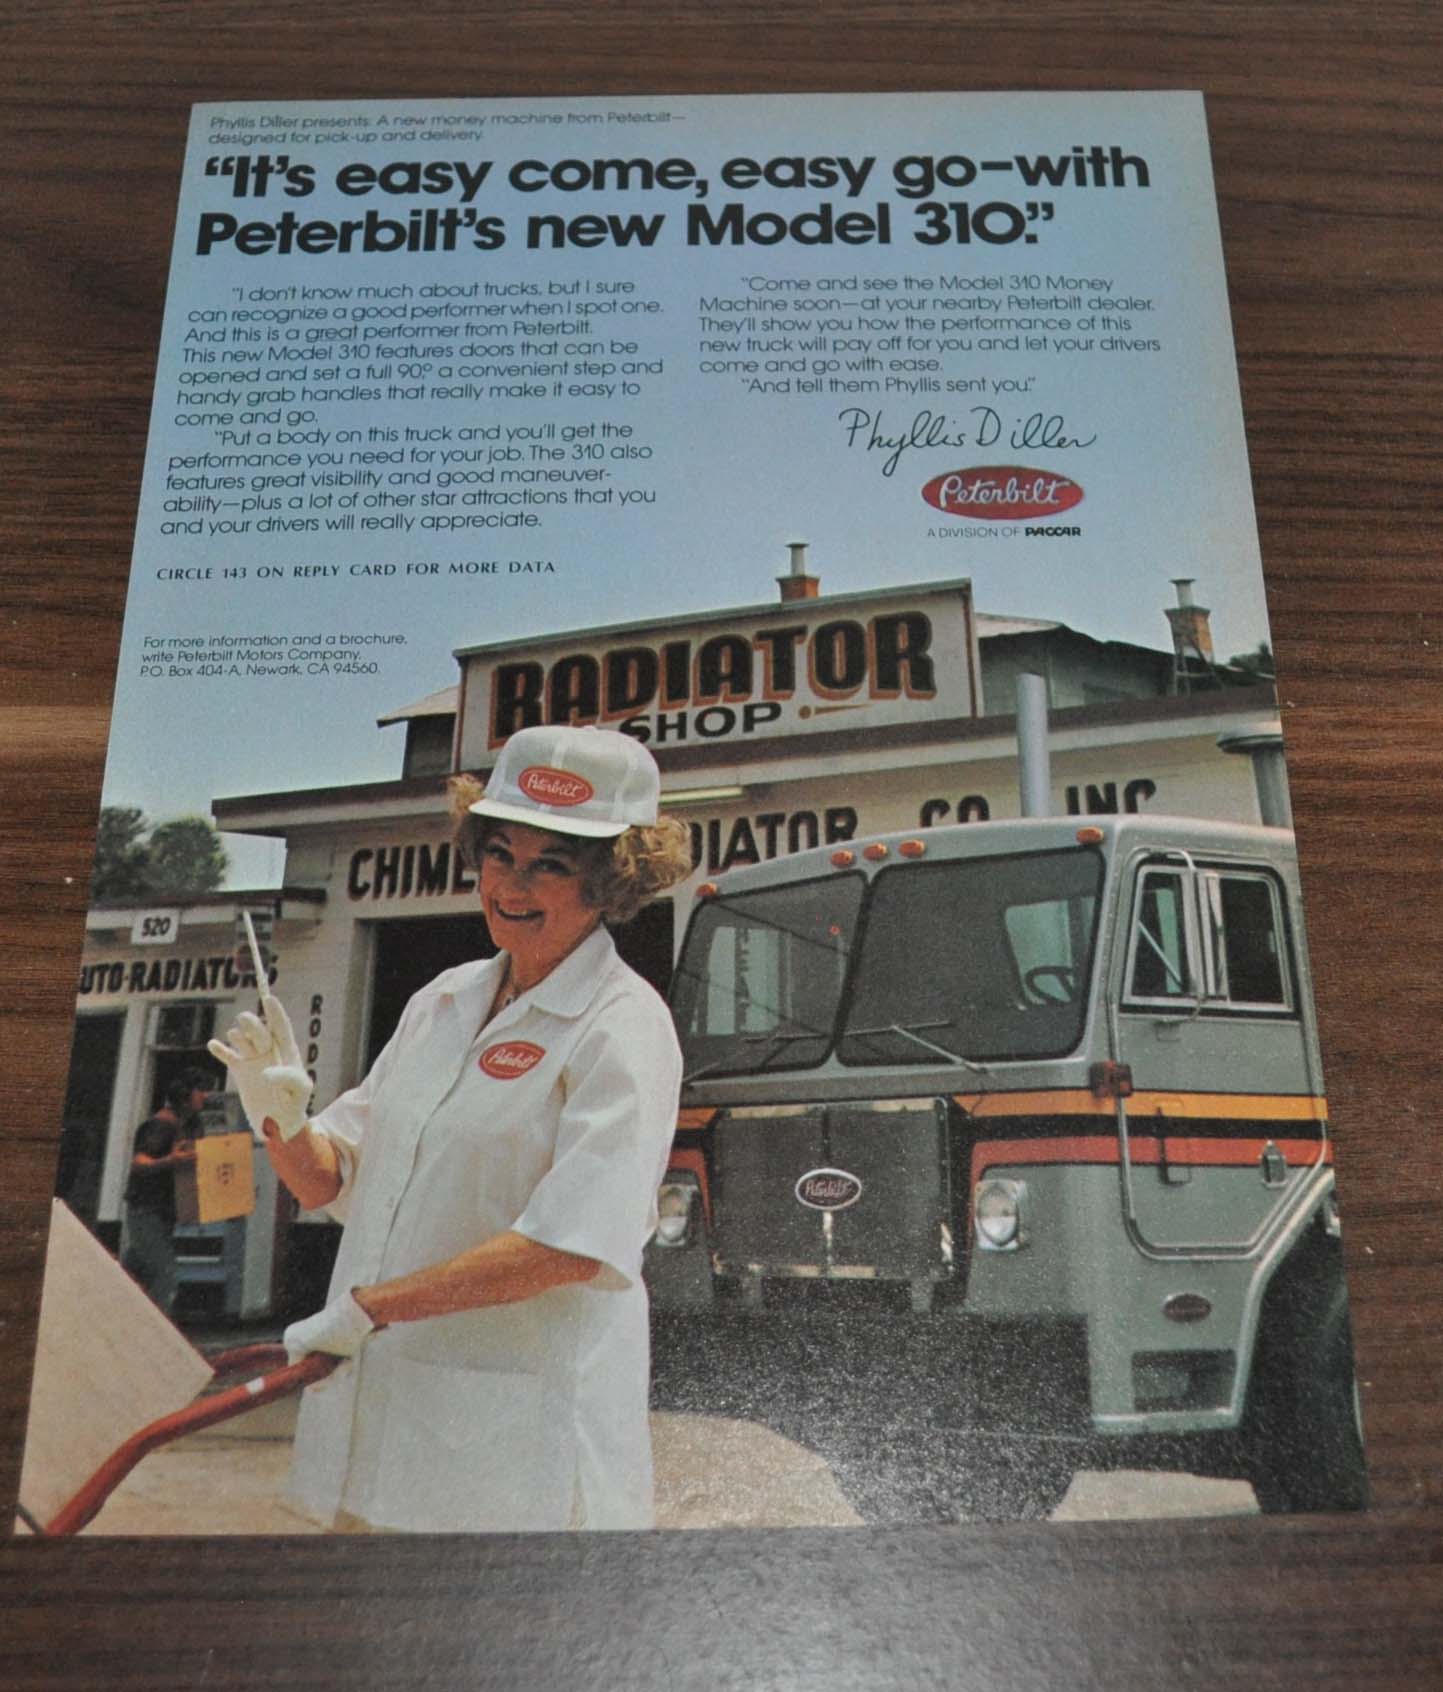 Phyllis Diller presents: A new money machine from Peterbilt—
designed for pick-up and delivery.
“It's easy come, easy go—with
Peterbilt's new Model 310.”
“I don't know much about trucks, but I sure
can recognize a good performer when I spot one.
And this is a great performer from Peterbilt.
This new Model 310 features doors that can be
opened and set a full 90°, a convenient step and
handy grab handles that really make it easy to
come and go.
“Put a body on this truck and you'll get the
performance you need for your job. The 310 also
features great visibility and good maneuver-
ability—plus a lot of other star attractions that you
and your drivers will really appreciate.
“Come and see the Model 310 Money
Machine soon—at your nearby Peterbilt dealer.
They'll show you how the performance of this
new truck will pay off for you and let your drivers
come and go with ease.
“And tell them Phyllis sent you.”
Phyllis Diller
Peterbilt
A DIVISION OF PACCAR
CIRCLE 143 ON REPLY CARD FOR MORE DATA
For more information and a brochure,
write Peterbilt Motors Company,
P.O. Box 404-A, Newark, CA 94560.
RADIATOR
SHOP
CHIME DIATOR CO INC
520
UTO-RADIATORS
ROD
Peterbilt
Peterbilt
Peterbilt